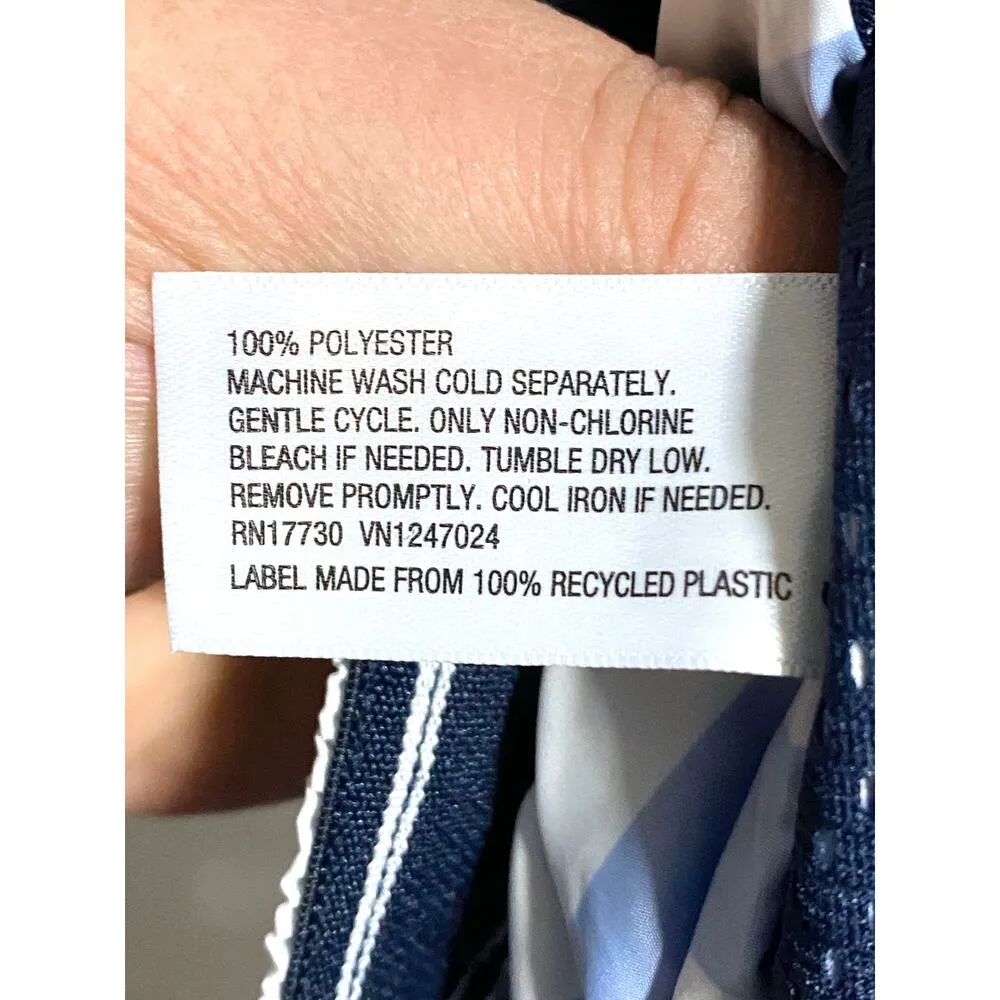 100% POLYESTER
MACHINE WASH COLD SEPARATELY.
GENTLE CYCLE. ONLY NON-CHLORINE
BLEACH IF NEEDED. TUMBLE DRY LOW.
REMOVE PROMPTLY. COOL IRON IF NEEDED.
RN17730 VN1247024
LABEL MADE FROM 100% RECYCLED PLASTIC